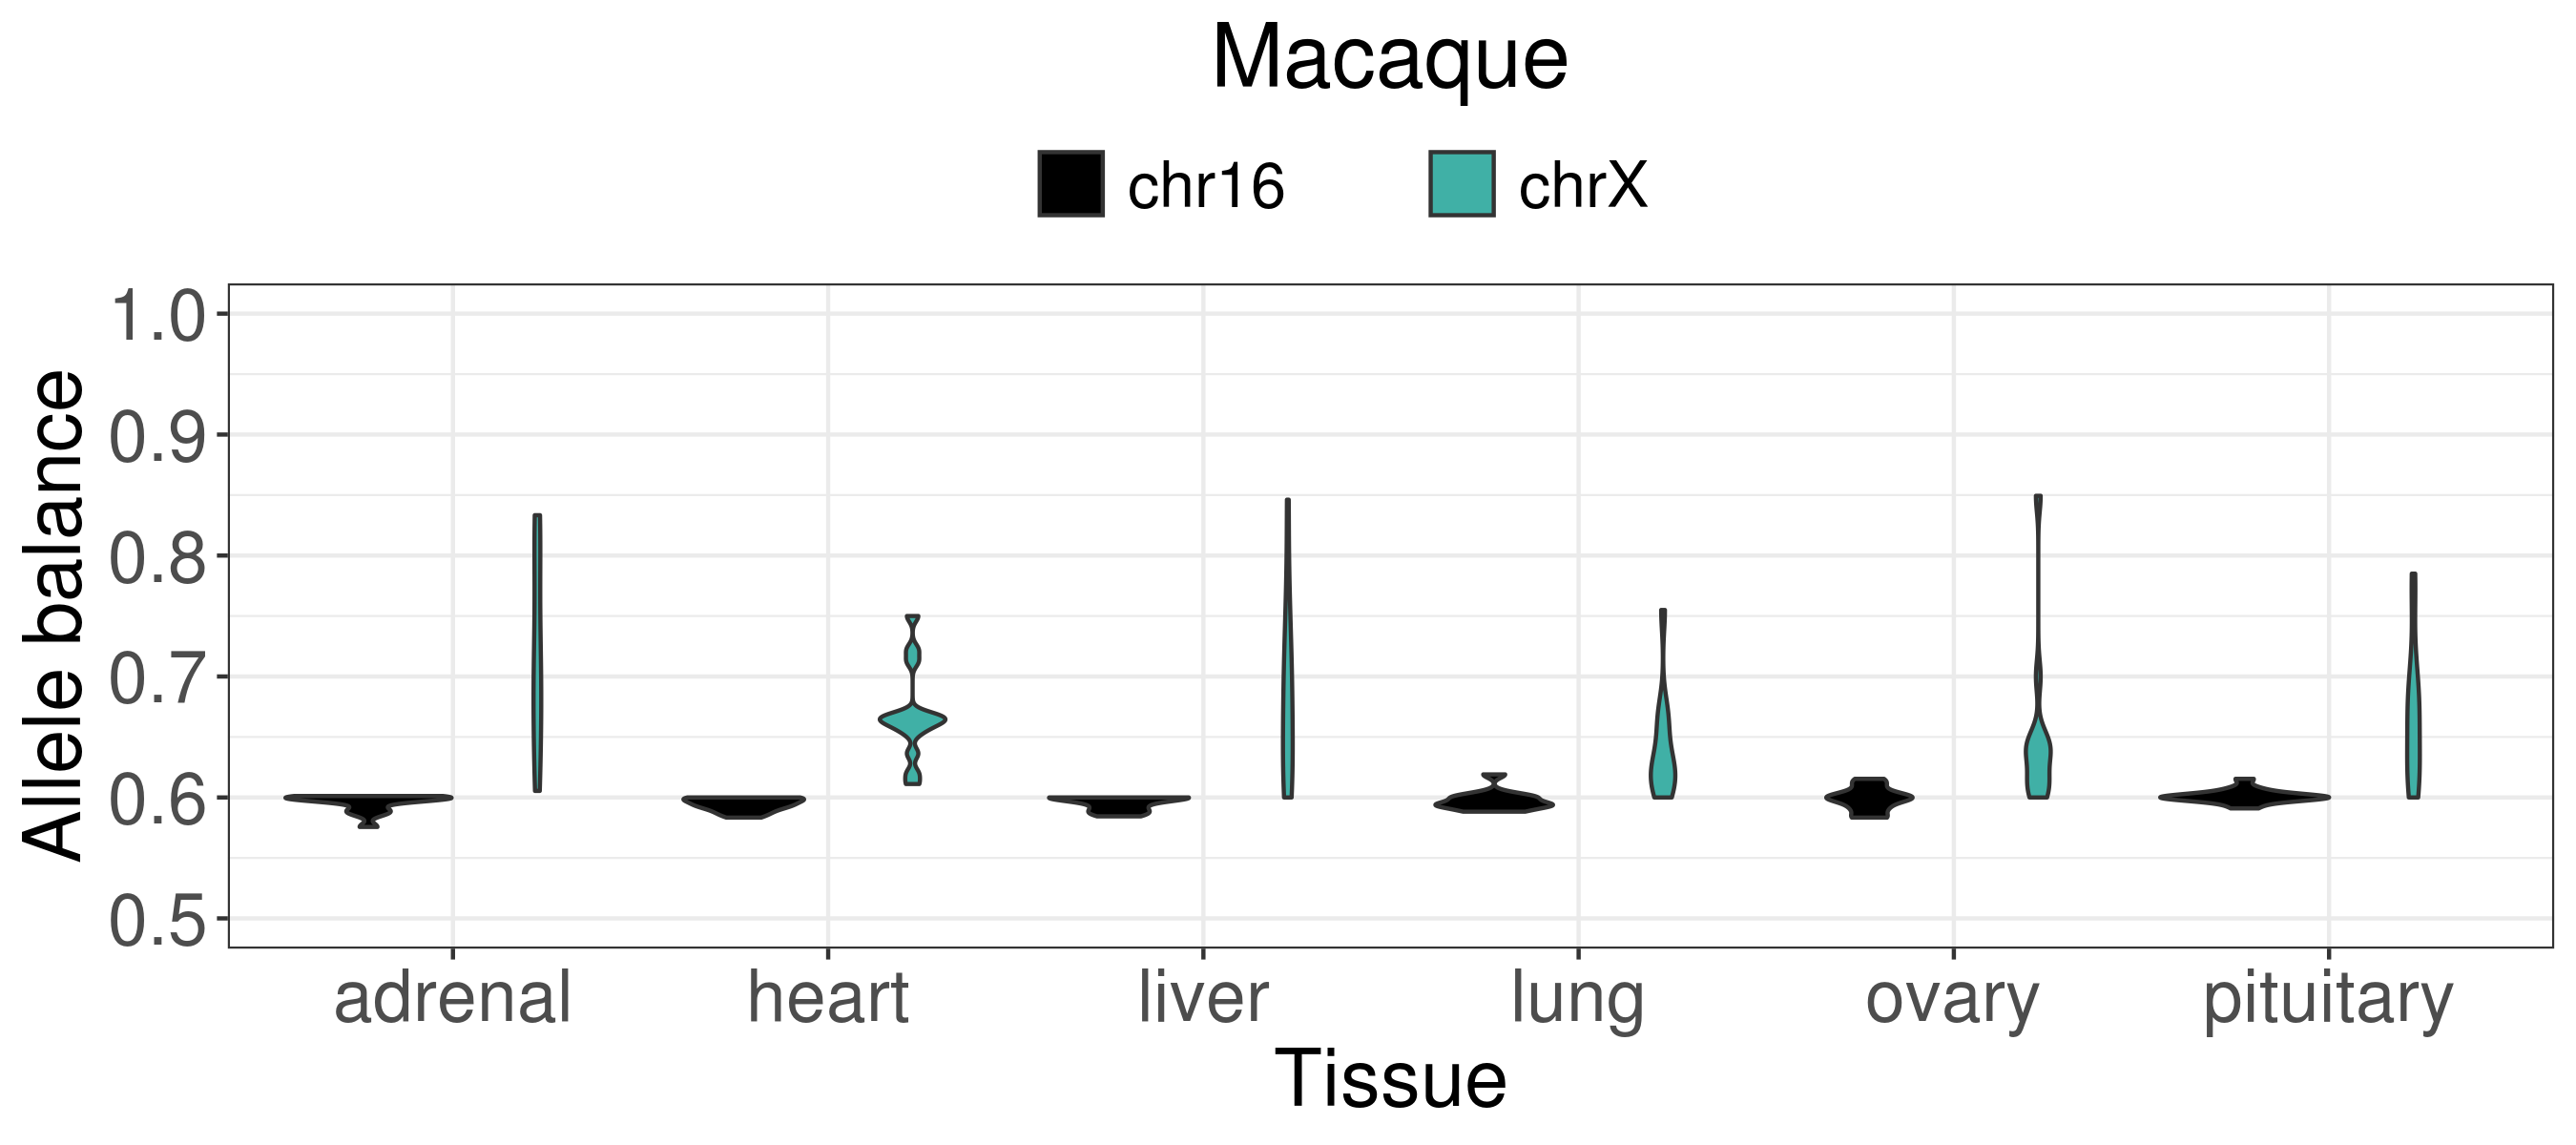 Macaque
chr16 chrX
Allele balance
1.0
0.9
0.8
0.7
0.6
0.5
adrenal heart liver lung ovary pituitary
Tissue